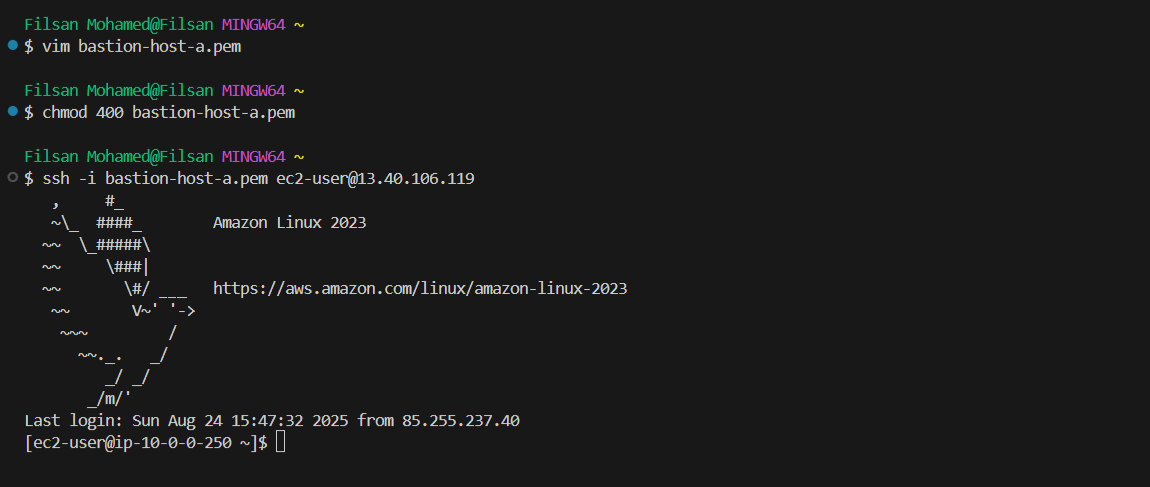 Filsan Mohamed@Filsan MINGW64 ~
$ vim bastion-host-a.pem
Filsan Mohamed@Filsan MINGW64 ~
$ chmod 400 bastion-host-a.pem
Filsan Mohamed@Filsan MINGW64 ~
$ ssh -i bastion-host-a.pem ec2-user@13.40.106.119
   ,     #_
   ~\_  ####_        Amazon Linux 2023
  ~~  \_#####\
  ~~     \###|
  ~~       \#/ ___   https://aws.amazon.com/linux/amazon-linux-2023
   ~~       V~' '->
    ~~~         /
      ~~._.   _/
         _/ _/
       _/m/'
Last login: Sun Aug 24 15:47:32 2025 from 85.255.237.40
[ec2-user@ip-10-0-0-250 ~]$